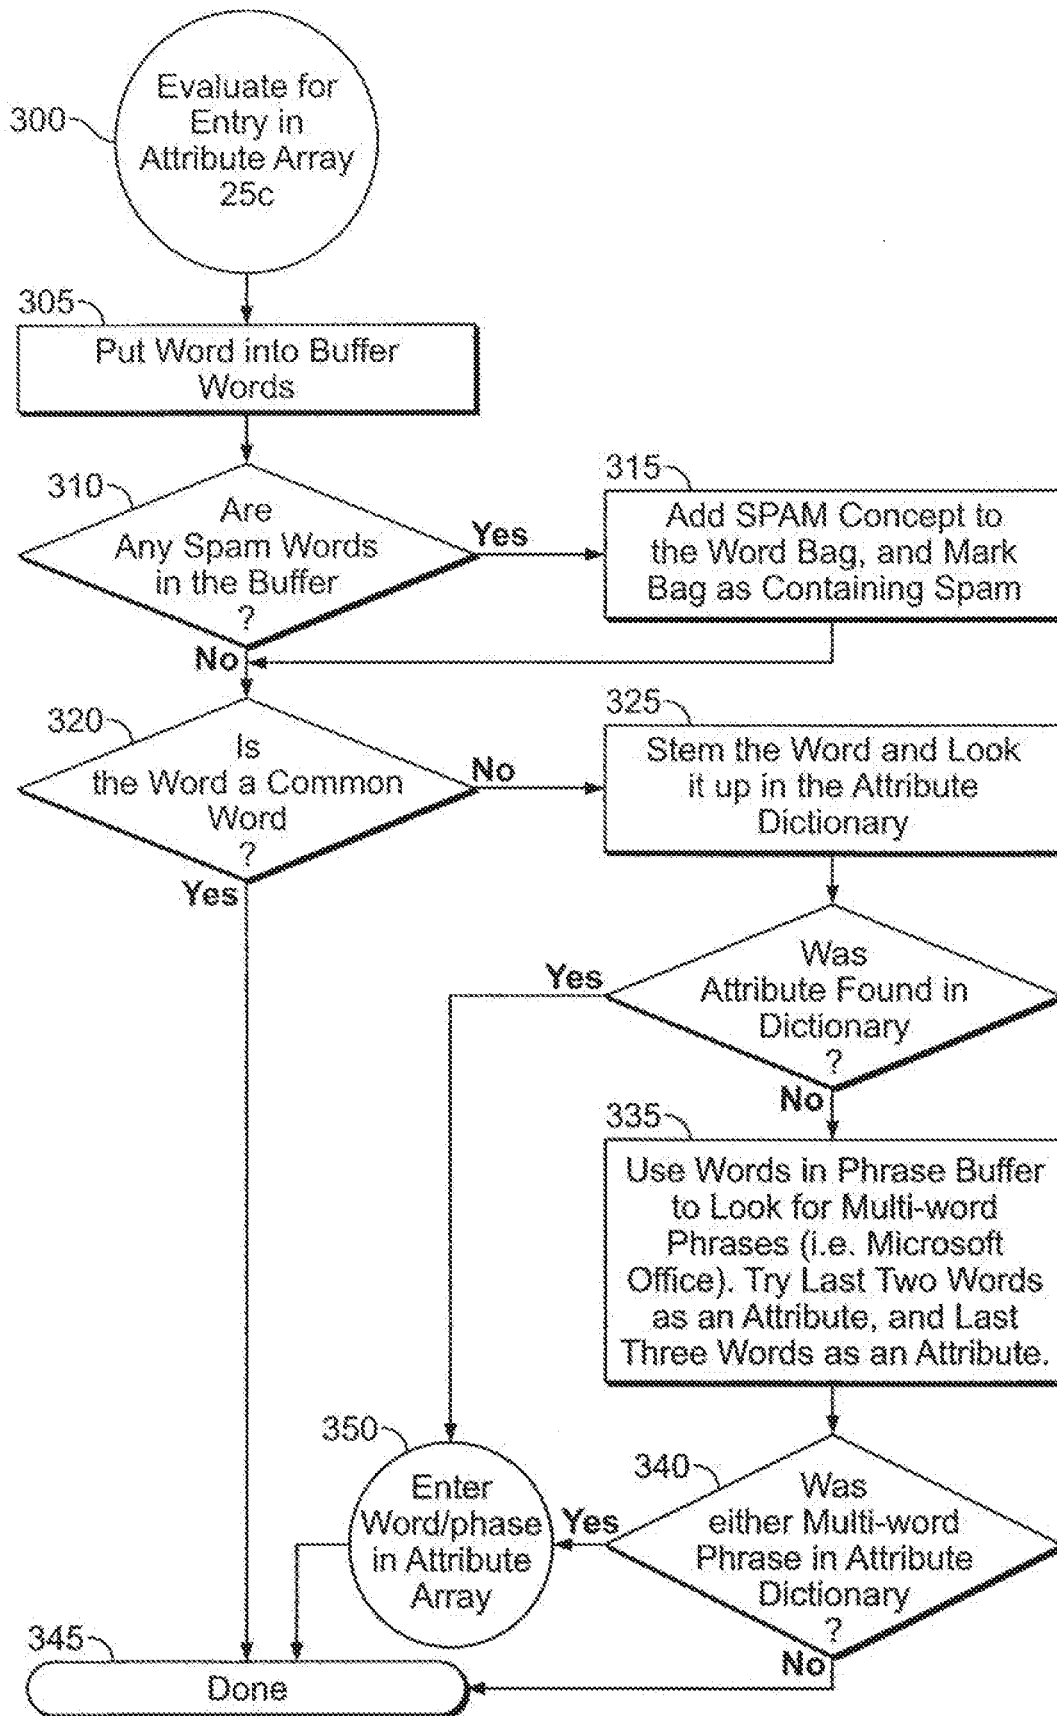 300
Evaluate for
Entry in
Attribute Array
25c
305
Put Word into Buffer
Words
310
Are
Any Spam Words
in the Buffer
?
Yes
No
315
Add SPAM Concept to
the Word Bag, and Mark
Bag as Containing Spam
320
Is
the Word a Common
Word
?
No
Yes
325
Stem the Word and Look
it up in the Attribute
Dictionary
Was
Attribute Found in
Dictionary
?
Yes
No
335
Use Words in Phrase Buffer
to Look for Multi-word
Phrases (i.e. Microsoft
Office). Try Last Two Words
as an Attribute, and Last
Three Words as an Attribute.
340
Was
either Multi-word
Phrase in Attribute
Dictionary
?
Yes
No
350
Enter
Word/phase
in Attribute
Array
345
Done